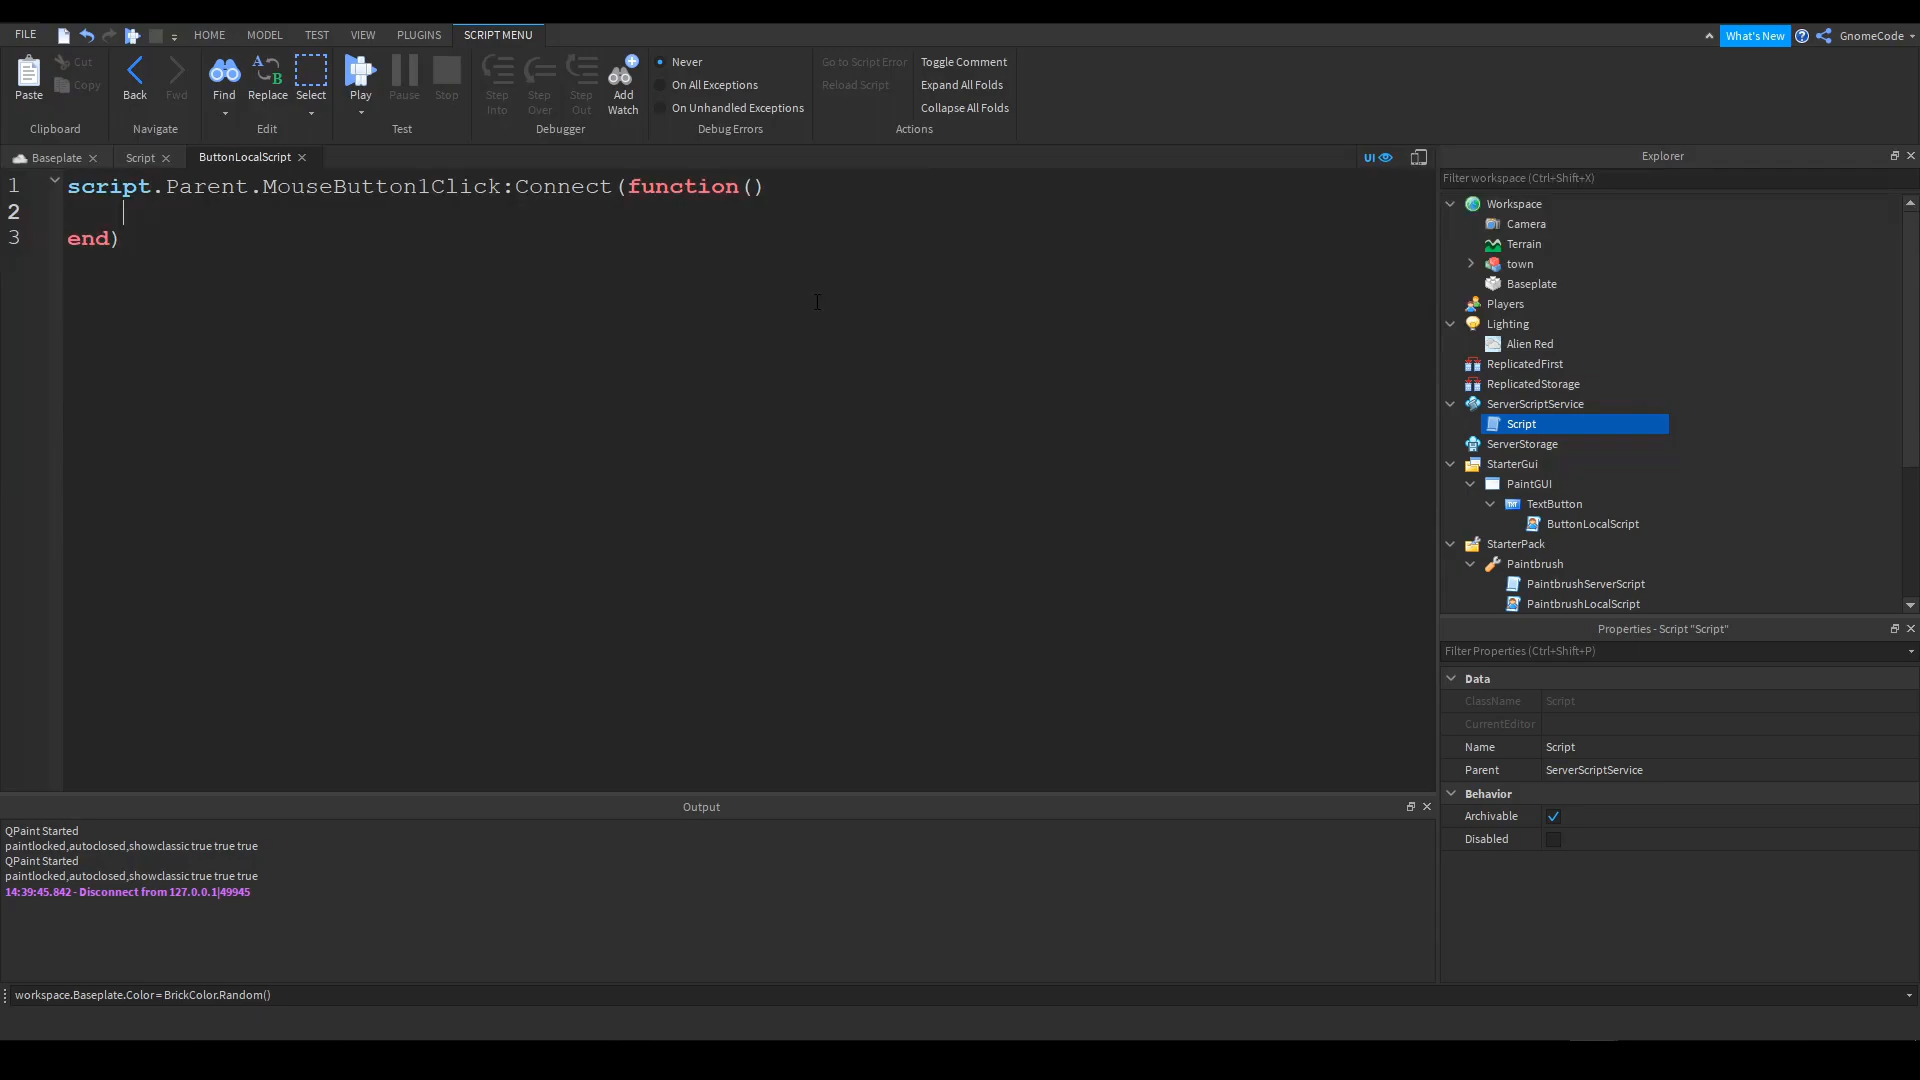 FILE HOME MODEL TEST VIEW PLUGINS SCRIPT MENU What's New GnomeCode
Paste Cut Copy
Clipboard
Back Fwd
Navigate
Find Replace Select
Edit
Play Pause Stop
Test
Step Into Step Over Step Out Add Watch
Debugger
Never
On All Exceptions
On Unhandled Exceptions
Debug Errors
Go to Script Error
Reload Script
Toggle Comment
Expand All Folds
Collapse All Folds
Actions
Baseplate Script ButtonLocalScript UI
1 script.Parent.MouseButton1Click:Connect(function()
2
3 end)
Explorer
Filter workspace (Ctrl+Shift+X)
Workspace
Camera
Terrain
town
Baseplate
Players
Lighting
Alien Red
ReplicatedFirst
ReplicatedStorage
ServerScriptService
Script
ServerStorage
StarterGui
PaintGUI
TXT TextButton
ButtonLocalScript
StarterPack
Paintbrush
PaintbrushServerScript
PaintbrushLocalScript
Properties - Script "Script"
Filter Properties (Ctrl+Shift+P)
Data
ClassName Script
CurrentEditor
Name Script
Parent ServerScriptService
Behavior
Archivable
Disabled
Output
QPaint Started
paintlocked,autoclosed,showclassic true true true
QPaint Started
paintlocked,autoclosed,showclassic true true true
14:39:45.842 - Disconnect from 127.0.0.1|49945
workspace.Baseplate.Color = BrickColor.Random()